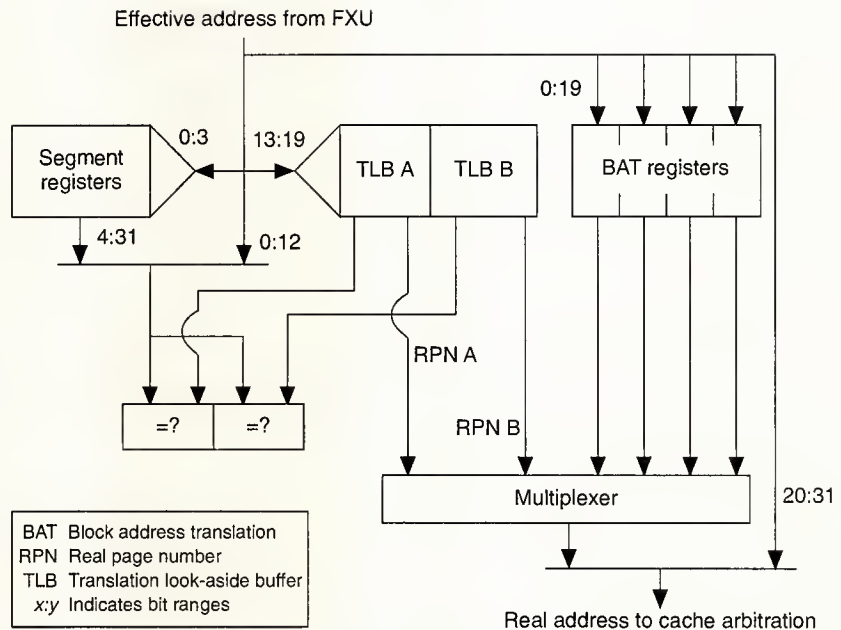 Effective address from FXU
0:19
0:3
13:19
Segment
registers
TLB A
TLB B
BAT registers
4:31
0:12
RPN A
=?
=?
RPN B
Multiplexer
20:31
BAT Block address translation
RPN Real page number
TLB Translation look-aside buffer
x:y Indicates bit ranges
Real address to cache arbitration